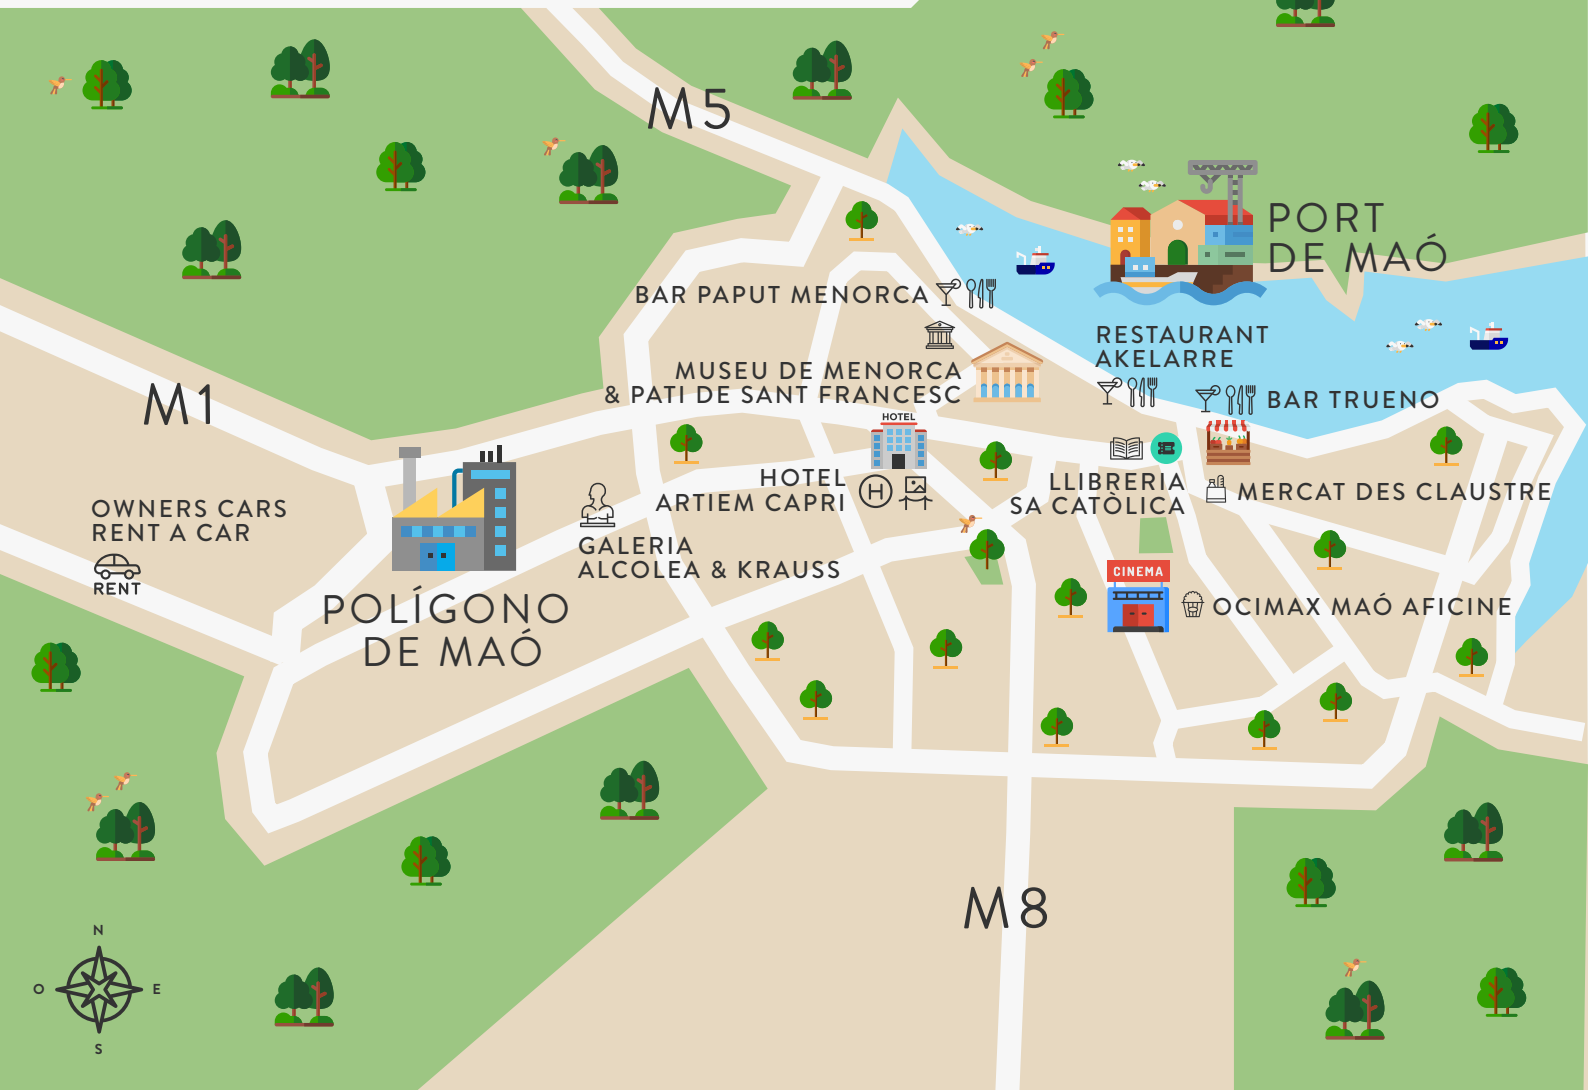 M5
PORT
DE MAÓ
BAR PAPUT MENORCA
RESTAURANT
AKELARRE
MUSEU DE MENORCA
& PATI DE SANT FRANCESC
M1
BAR TRUENO
HOTEL
HOTEL
ARTIEM CAPRI
H
LLIBRERIA
SA CATÒLICA
MERCAT DES CLAUSTRE
OWNERS CARS
RENT A CAR
RENT
GALERIA
ALCOLEA & KRAUSS
POLÍGONO
DE MAÓ
CINEMA
OCIMAX MAÓ AFICINE
M8
N
O
E
S